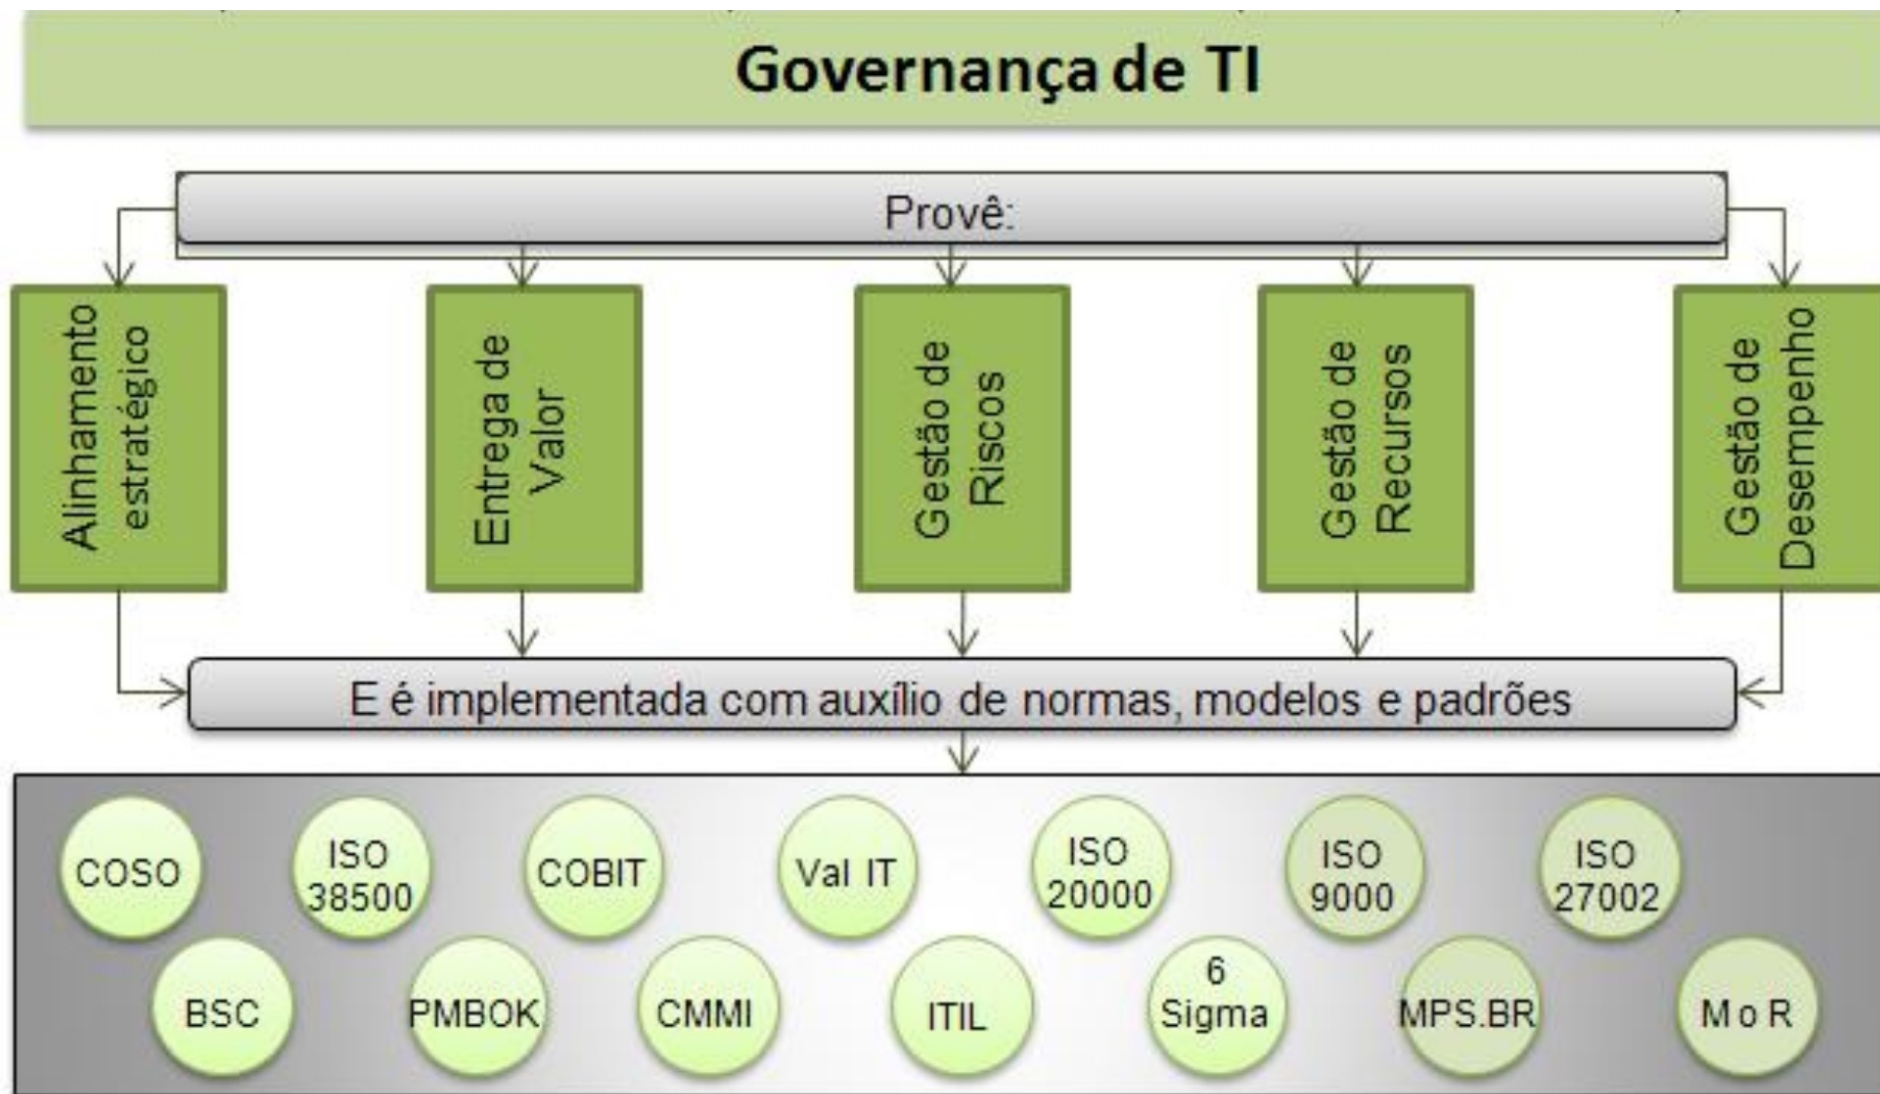 Governança de TI
Provê:
Alinhamento
estratégico
Entrega de
Valor
Gestão de
Riscos
Gestão de
Recursos
Gestão de
Desempenho
E é implementada com auxílio de normas, modelos e padrões
COSO
ISO
38500
COBIT
Val IT
ISO
20000
ISO
9000
ISO
27002
BSC
PMBOK
CMMI
ITIL
6
Sigma
MPS.BR
M o R